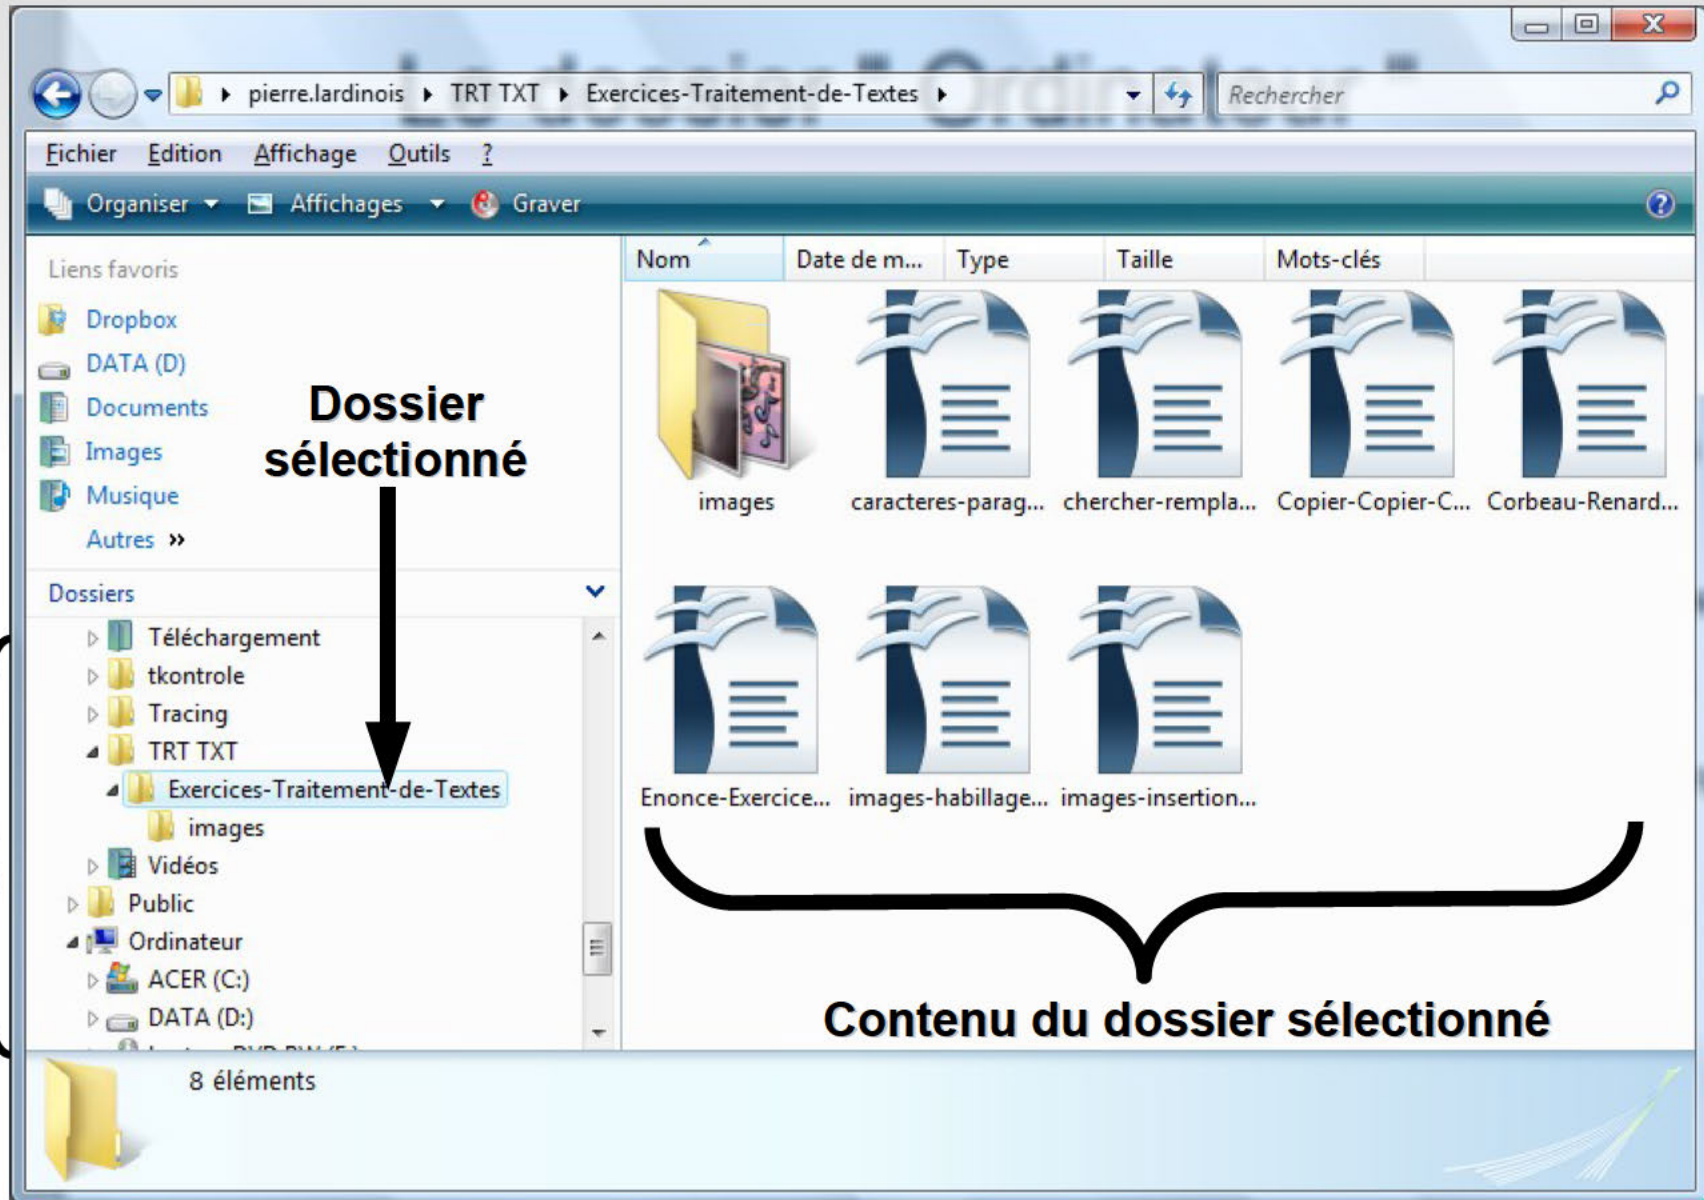 Le dossier " Ordinateur "
pierre.lardinois TRT TXT Exercices-Traitement-de-Textes
Rechercher
Fichier Edition Affichage Outils ?
Organiser Affichages Graver
Liens favoris
Dropbox
DATA (D)
Documents
Images
Musique
Autres »
Dossier
sélectionné
Dossiers
Téléchargement
tkontrole
Tracing
TRT TXT
Exercices-Traitement-de-Textes
images
Vidéos
Public
Ordinateur
ACER (C:)
DATA (D:)
Nom Date de m... Type Taille Mots-clés
images caracteres-parag... chercher-rempla... Copier-Copier-C... Corbeau-Renard...
Enonce-Exercice... images-habillage... images-insertion...
Contenu du dossier sélectionné
8 éléments